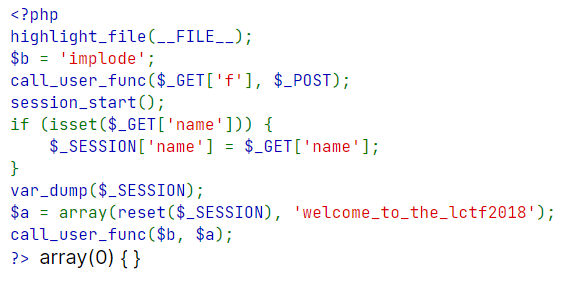 <?php
highlight_file(__FILE__);
$b = 'implode';
call_user_func($_GET['f'], $_POST);
session_start();
if (isset($_GET['name'])) {
    $_SESSION['name'] = $_GET['name'];
}
var_dump($_SESSION);
$a = array(reset($_SESSION), 'welcome_to_the_lctf2018');
call_user_func($b, $a);
?> array(0) { }